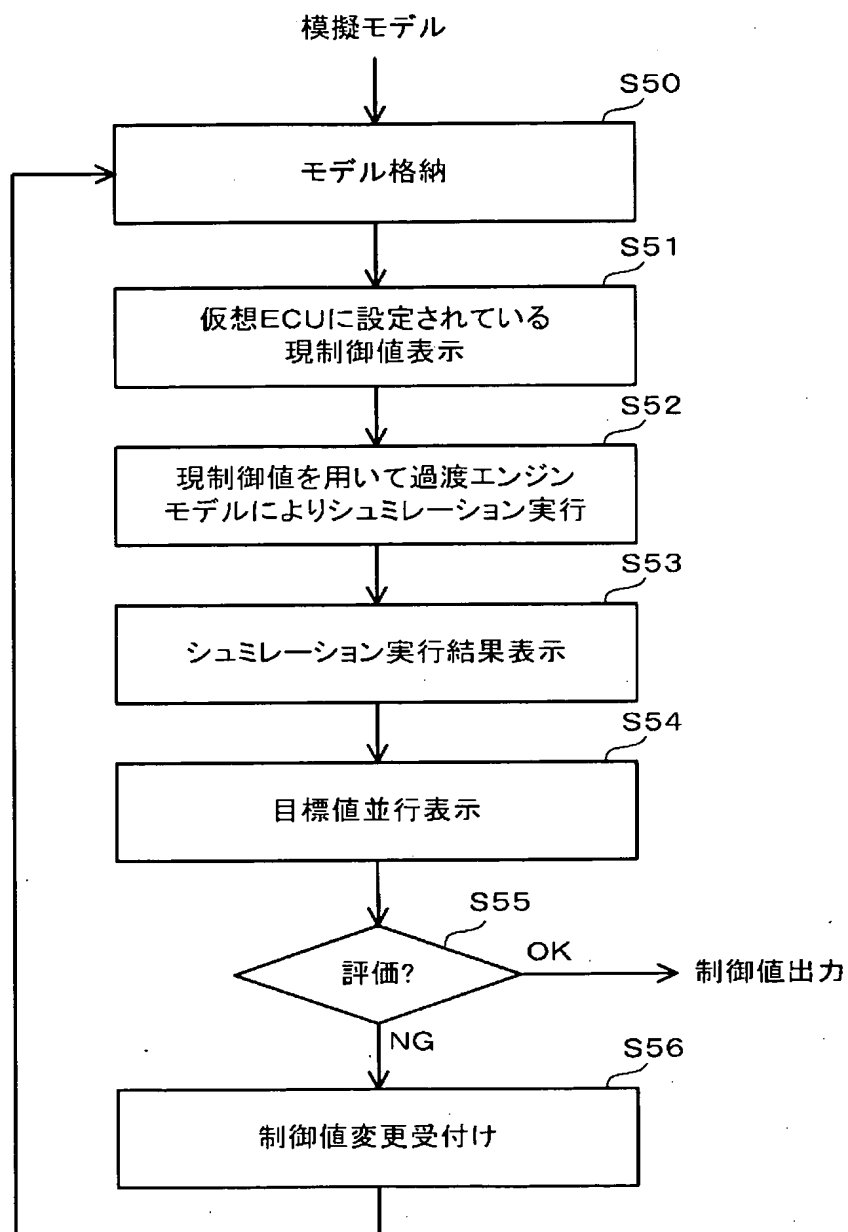 模擬モデル
S50
モデル格納
S51
仮想ECUに設定されている
現制御値表示
S52
現制御値を用いて過渡エンジン
モデルによりシュミレーション実行
S53
シュミレーション実行結果表示
S54
目標値並行表示
S55
評価?
OK
制御値出力
NG
S56
制御値変更受付け